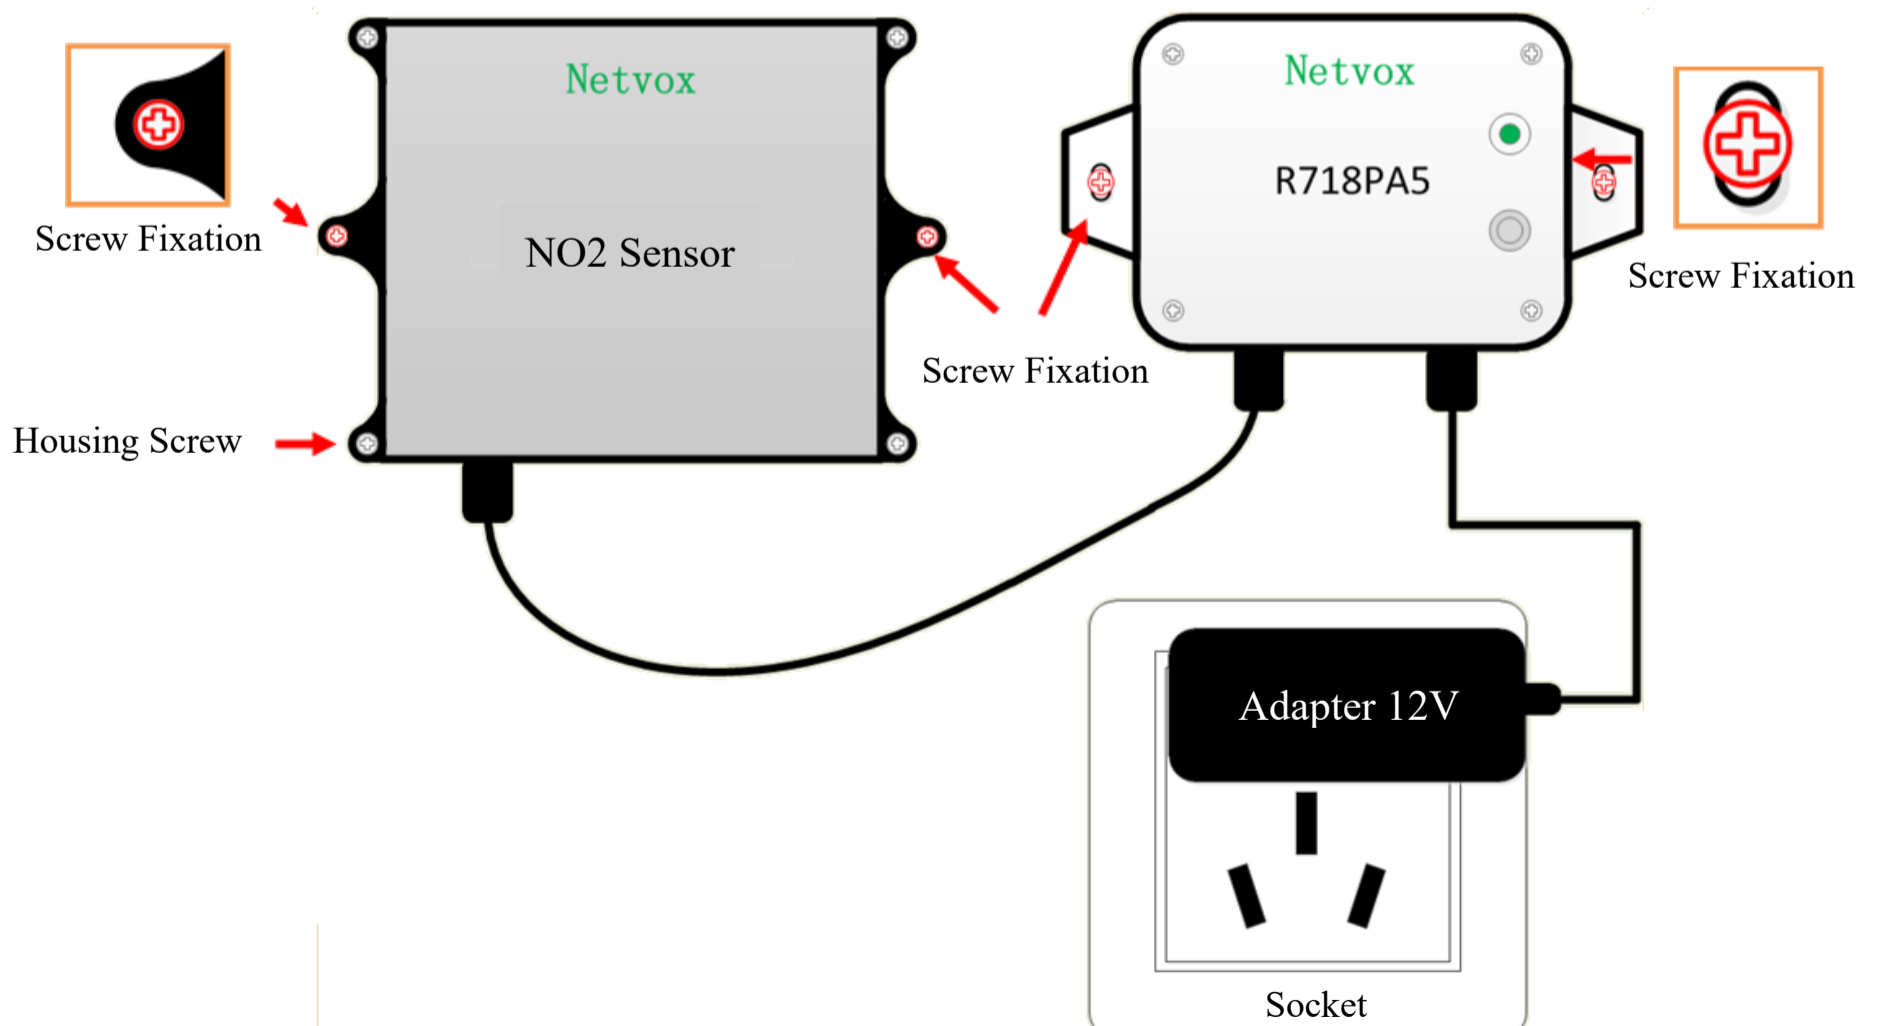 Netvox
Netvox
Screw Fixation
NO2 Sensor
R718PA5
Screw Fixation
Screw Fixation
Housing Screw
Adapter 12V
Socket